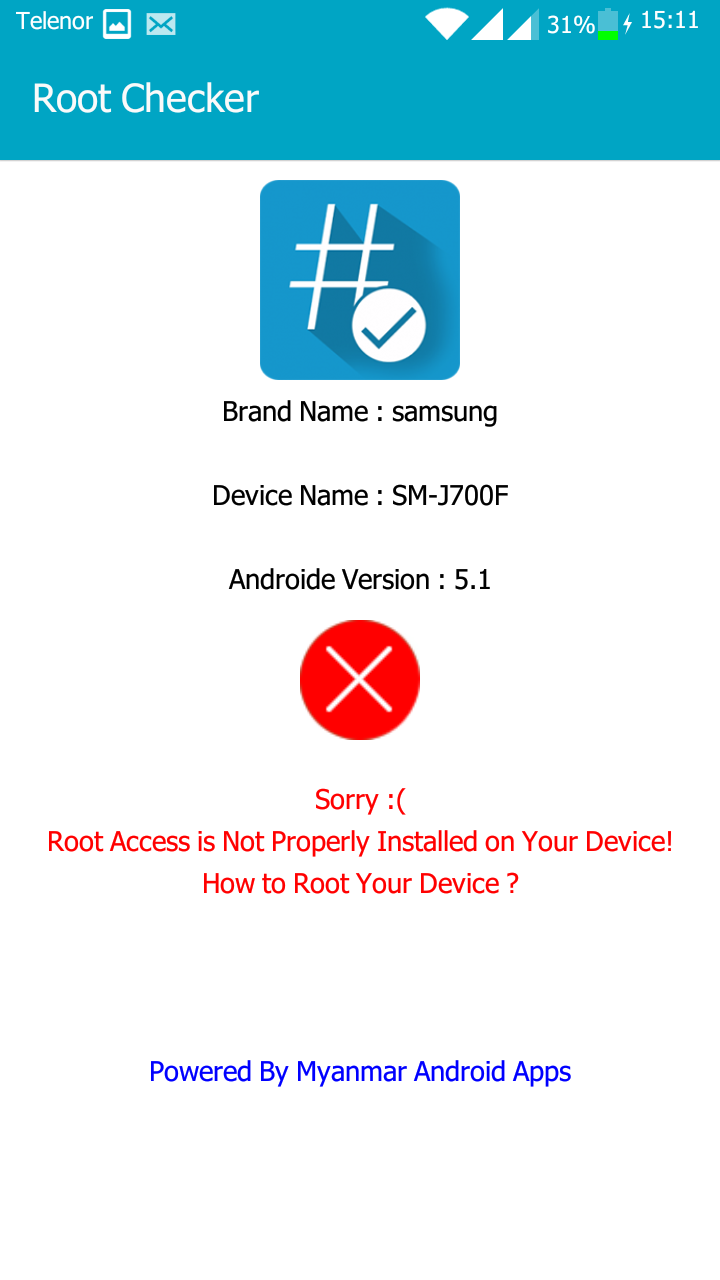 Telenor 31% 15:11
Root Checker
Brand Name : samsung
Device Name : SM-J700F
Androide Version : 5.1
Sorry :(
Root Access is Not Properly Installed on Your Device!
How to Root Your Device ?
Powered By Myanmar Android Apps